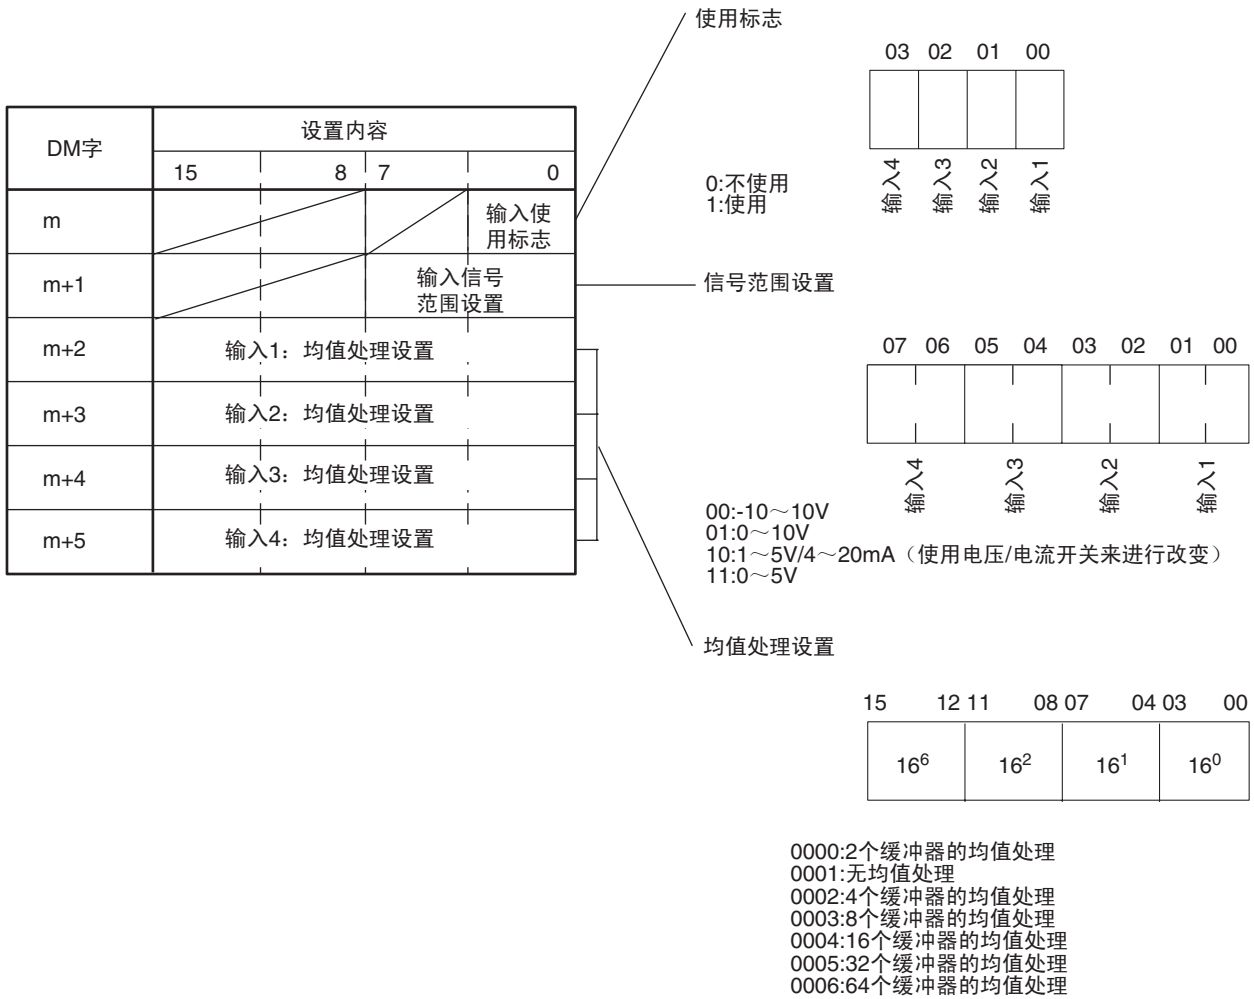 使用标志
03 02 01 00
输入4 输入3 输入2 输入1
0:不使用
1:使用
DM字 设置内容
15 8 7 0
m 输入使
用标志
m+1 输入信号
范围设置
m+2 输入1：均值处理设置
m+3 输入2：均值处理设置
m+4 输入3：均值处理设置
m+5 输入4：均值处理设置
信号范围设置
07 06 05 04 03 02 01 00
输入4 输入3 输入2 输入1
00:-10～10V
01:0～10V
10:1～5V/4～20mA（使用电压/电流开关来进行改变）
11:0～5V
均值处理设置
15 12 11 08 07 04 03 00
16⁶ 16² 16¹ 16⁰
0000:2个缓冲器的均值处理
0001:无均值处理
0002:4个缓冲器的均值处理
0003:8个缓冲器的均值处理
0004:16个缓冲器的均值处理
0005:32个缓冲器的均值处理
0006:64个缓冲器的均值处理